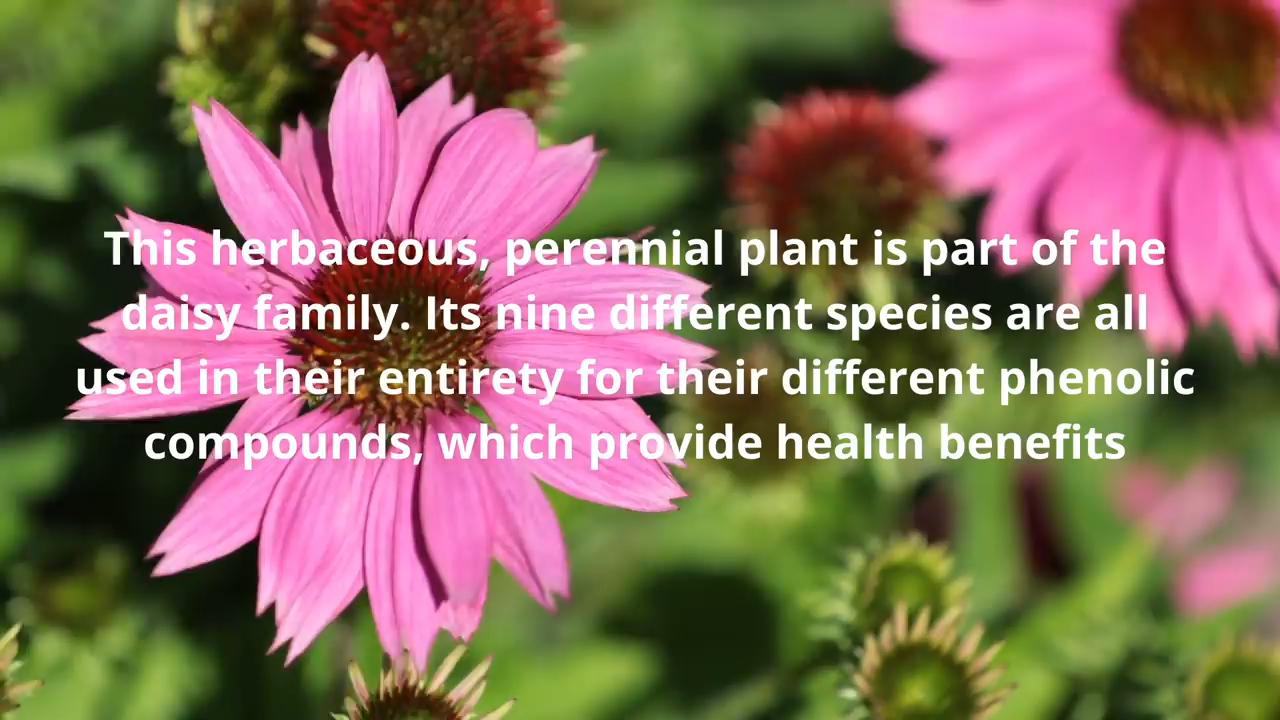 This herbaceous, perennial plant is part of the
daisy family. Its nine different species are all
used in their entirety for their different phenolic
compounds, which provide health benefits